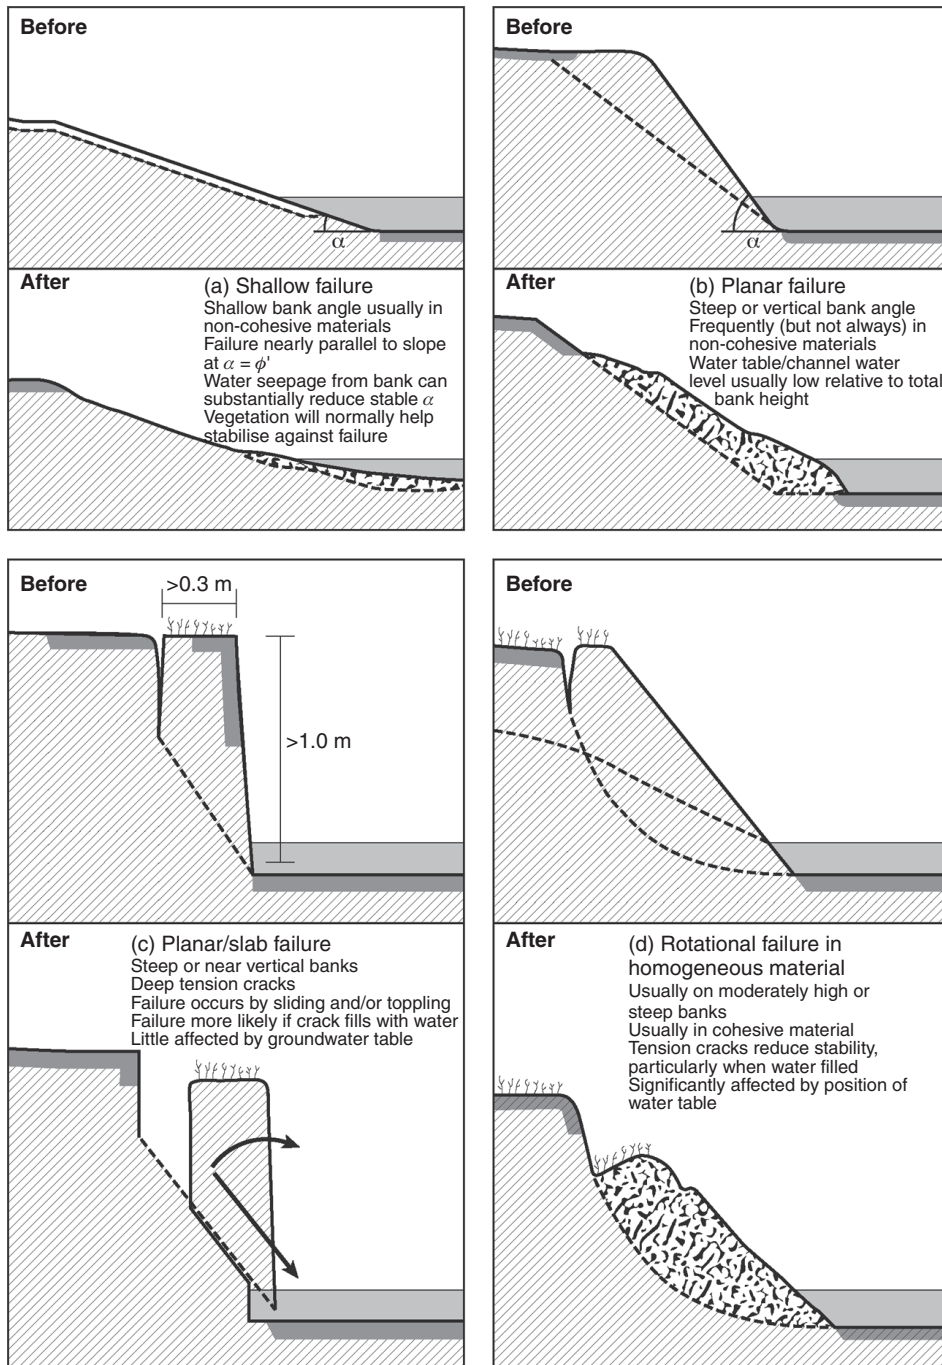 Before
α
After
(a) Shallow failure
Shallow bank angle usually in
non-cohesive materials
Failure nearly parallel to slope
at α = ϕ'
Water seepage from bank can
substantially reduce stable α
Vegetation will normally help
stabilise against failure
Before
α
After
(b) Planar failure
Steep or vertical bank angle
Frequently (but not always) in
non-cohesive materials
Water table/channel water
level usually low relative to total
bank height
Before
>0.3 m
>1.0 m
After
(c) Planar/slab failure
Steep or near vertical banks
Deep tension cracks
Failure occurs by sliding and/or toppling
Failure more likely if crack fills with water
Little affected by groundwater table
Before
After
(d) Rotational failure in
homogeneous material
Usually on moderately high or
steep banks
Usually in cohesive material
Tension cracks reduce stability,
particularly when water filled
Significantly affected by position of
water table